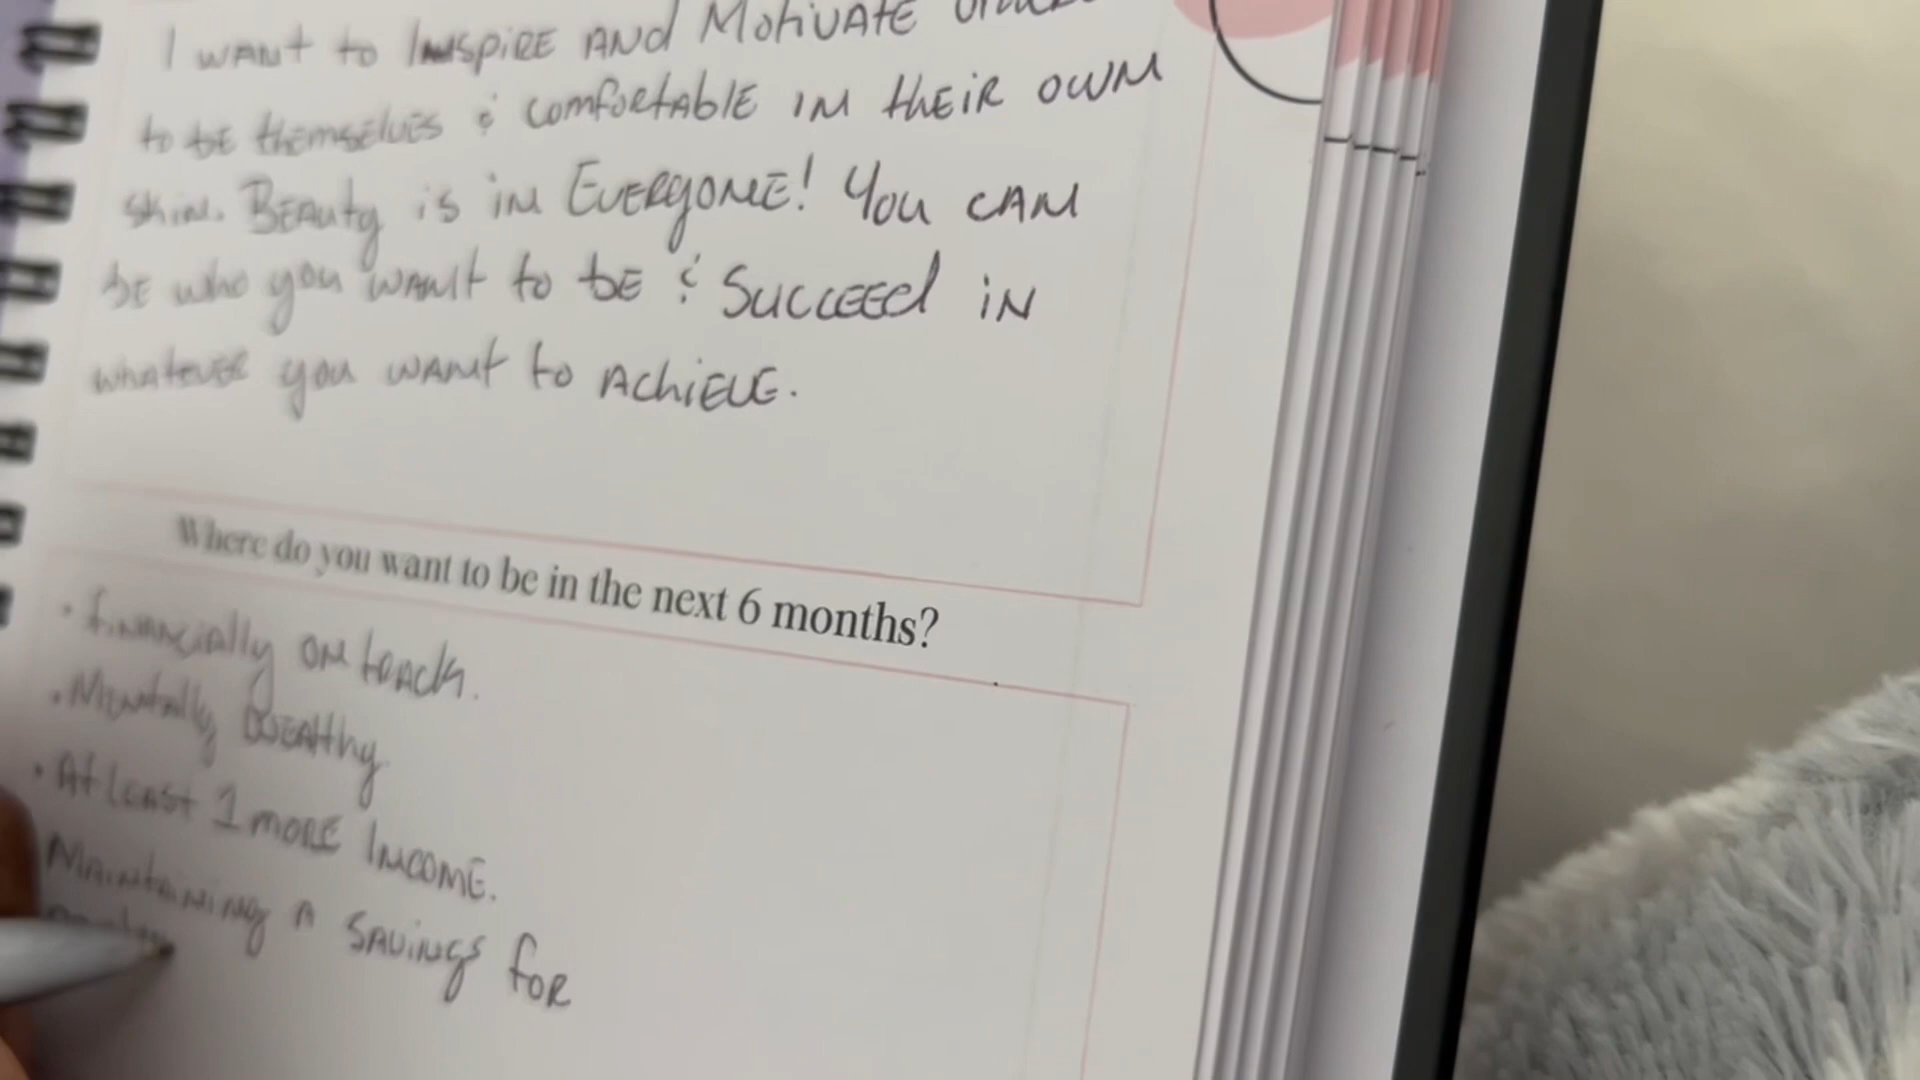 I WANT to INSPIRE AND MOTIVATE
to BE themselves & comfortABLE IN their OWN
skin. BEAuty is iN EVERYONE! YOU CAN
BE who you WANt to BE & SUCCEED iN
whatever you WANT to AChiEVE.
Where do you want to be in the next 6 months?
· financially ON track.
· Mentally HEAlthy
· At least 1 MORE INCOME.
MAintaiNiNg A SAViNgs foR